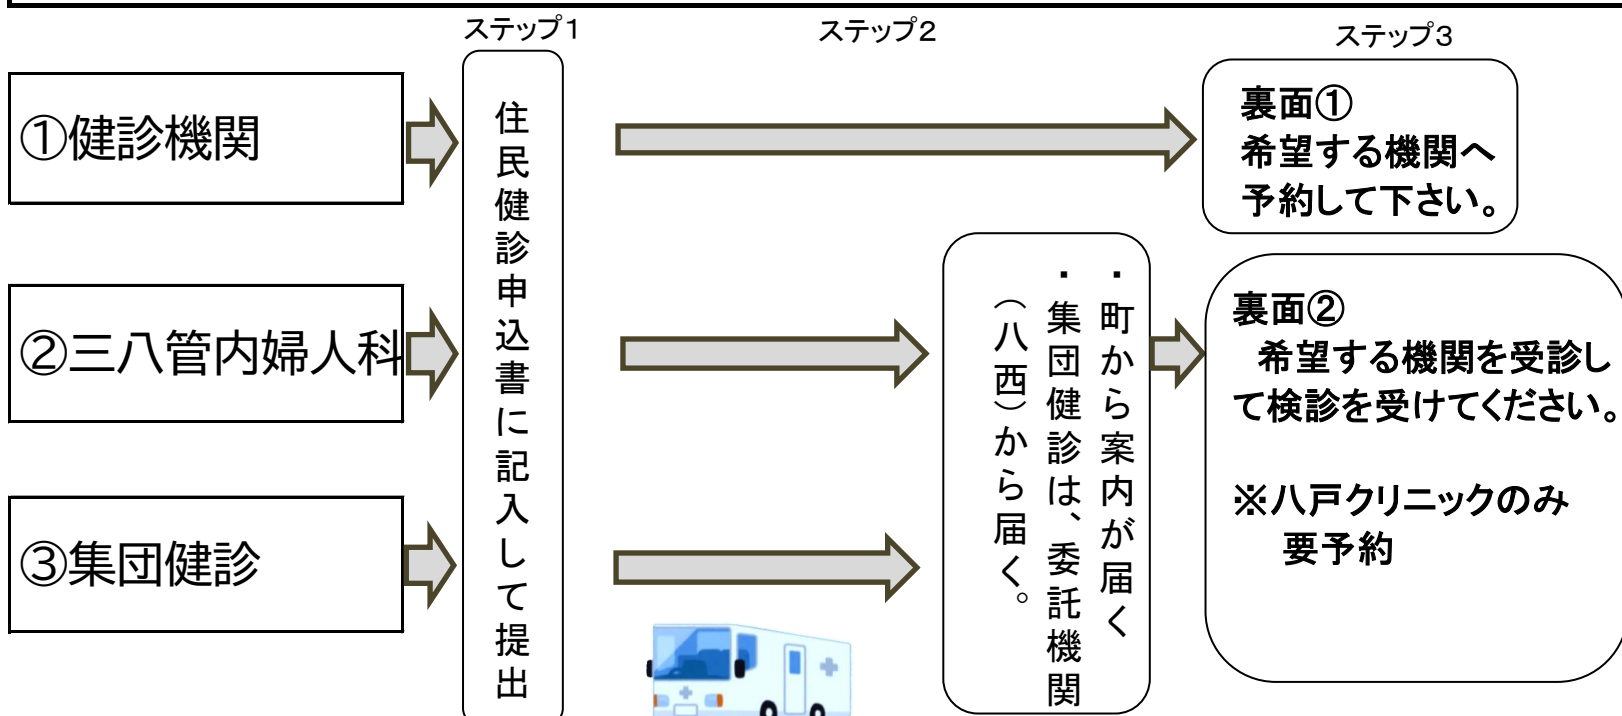 ステップ1
ステップ2
ステップ3
①健診機関
②三八管内婦人科
③集団健診
住民健診申込書に記入して提出
・町から案内が届く
・集団健診は、委託機関
（八西）から届く。
裏面①
希望する機関へ
予約して下さい。
裏面②
希望する機関を受診し
て検診を受けてください。
※八戸クリニックのみ
要予約